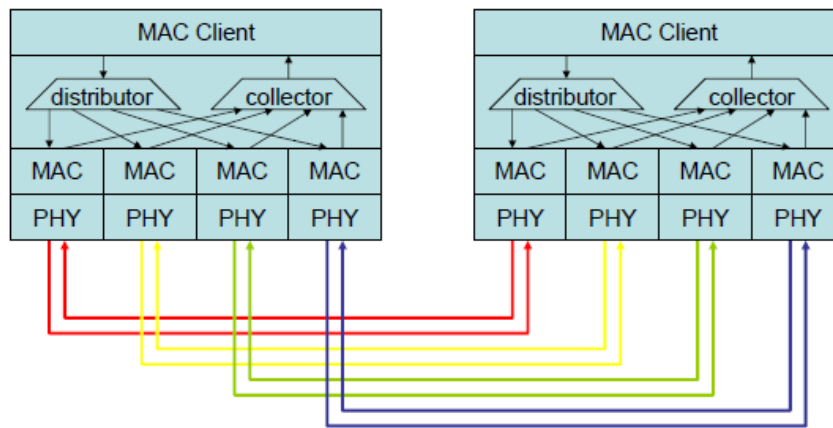 MAC Client MAC Client
distributor collector distributor collector
MAC MAC MAC MAC MAC MAC MAC MAC
PHY PHY PHY PHY PHY PHY PHY PHY